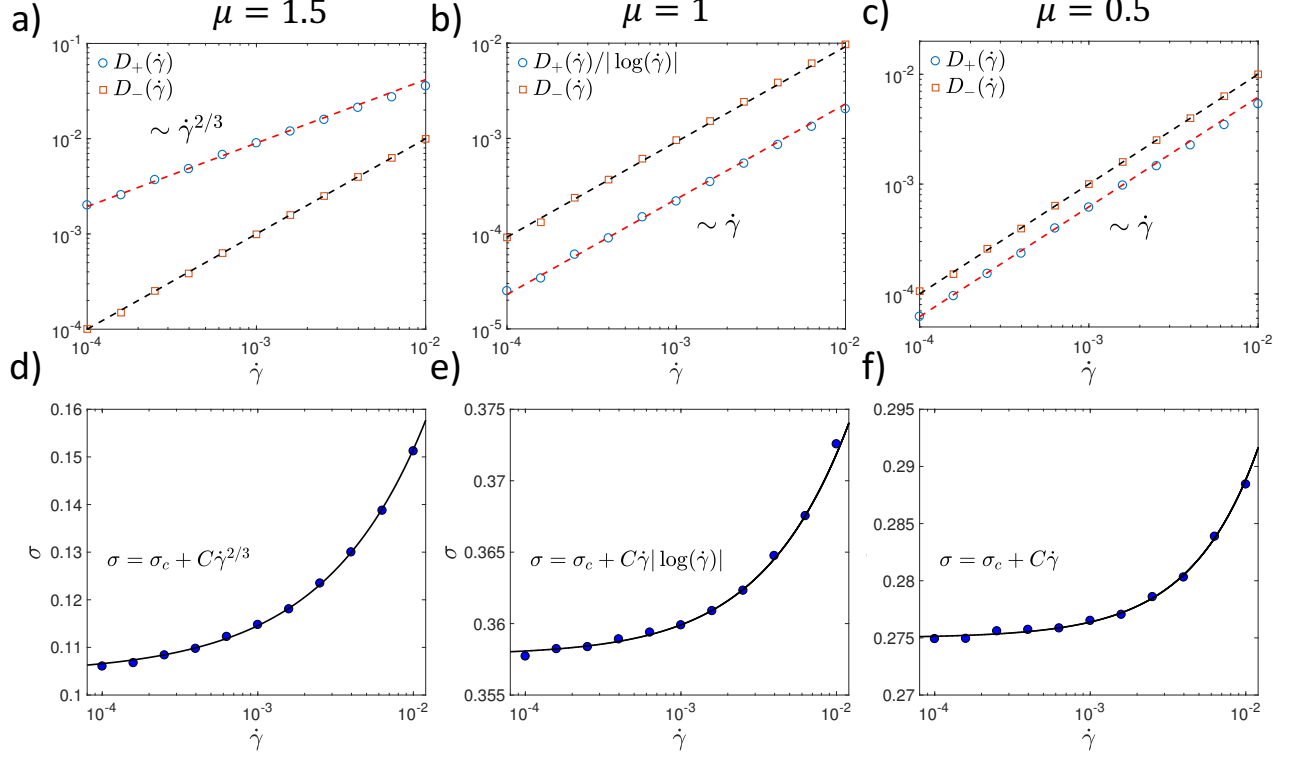 a) μ = 1.5
b) μ = 1
c) μ = 0.5
10⁻¹
10⁻²
10⁻³
10⁻⁴
D₊(γ̇)
D₋(γ̇)
∼ γ̇^{2/3}
10⁻⁴ 10⁻³ 10⁻²
γ̇
10⁻²
10⁻³
10⁻⁴
10⁻⁵
D₊(γ̇)/|log(γ̇)|
D₋(γ̇)
∼ γ̇
10⁻⁴ 10⁻³ 10⁻²
γ̇
10⁻²
10⁻³
10⁻⁴
D₊(γ̇)
D₋(γ̇)
∼ γ̇
10⁻⁴ 10⁻³ 10⁻²
γ̇
d)
0.16
0.15
0.14
0.13
0.12
0.11
0.1
σ
σ = σ_c + Cγ̇^{2/3}
10⁻⁴ 10⁻³ 10⁻²
γ̇
e)
0.375
0.37
0.365
0.36
0.355
σ
σ = σ_c + Cγ̇|log(γ̇)|
10⁻⁴ 10⁻³ 10⁻²
γ̇
f)
0.295
0.29
0.285
0.28
0.275
0.27
σ = σ_c + Cγ̇
10⁻⁴ 10⁻³ 10⁻²
γ̇